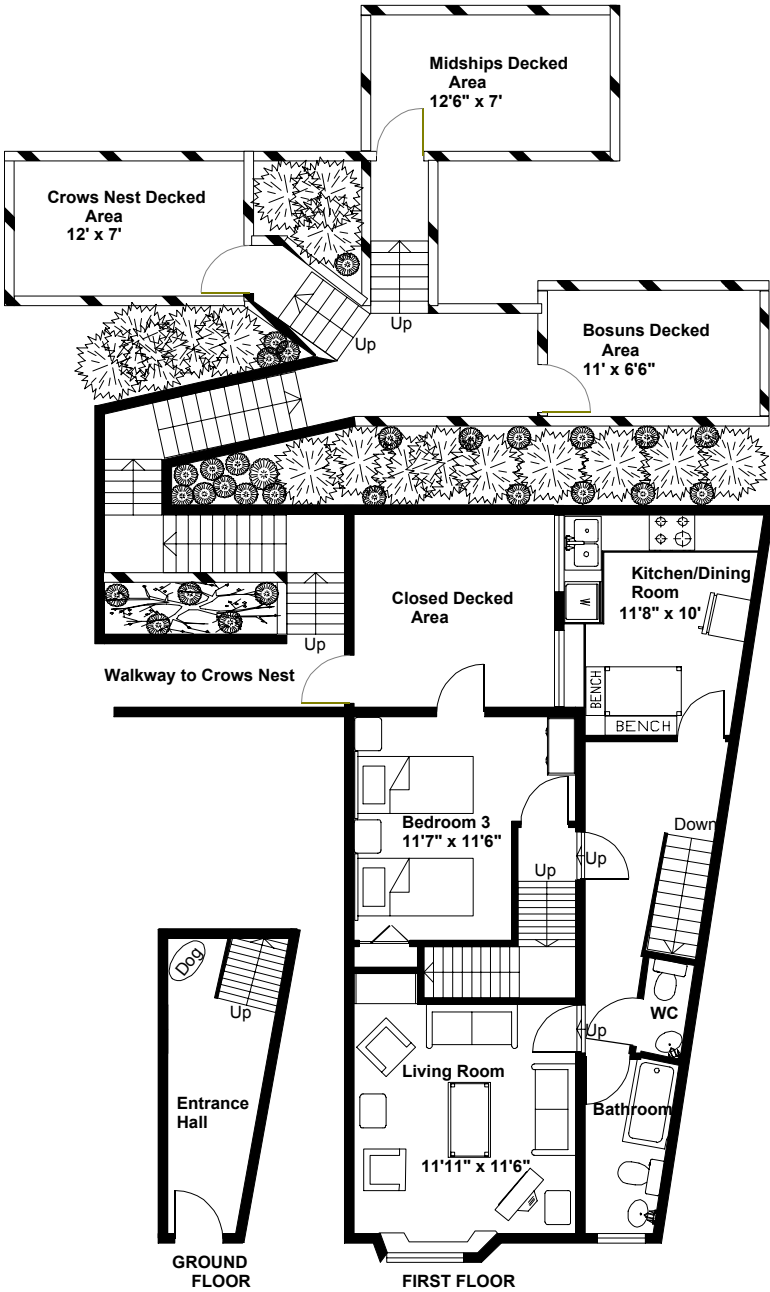 Midships Decked
Area
12'6" x 7'
Crows Nest Decked
Area
12' x 7'
Up
Up
Bosuns Decked
Area
11' x 6'6"
Closed Decked
Area
Kitchen/Dining
Room
11'8" x 10'
W
BENCH
BENCH
Up
Walkway to Crows Nest
Bedroom 3
11'7" x 11'6"
Up
Up
Down
Dog
Up
WC
Up
Living Room
11'11" x 11'6"
Bathroom
Entrance
Hall
GROUND
FLOOR
FIRST FLOOR